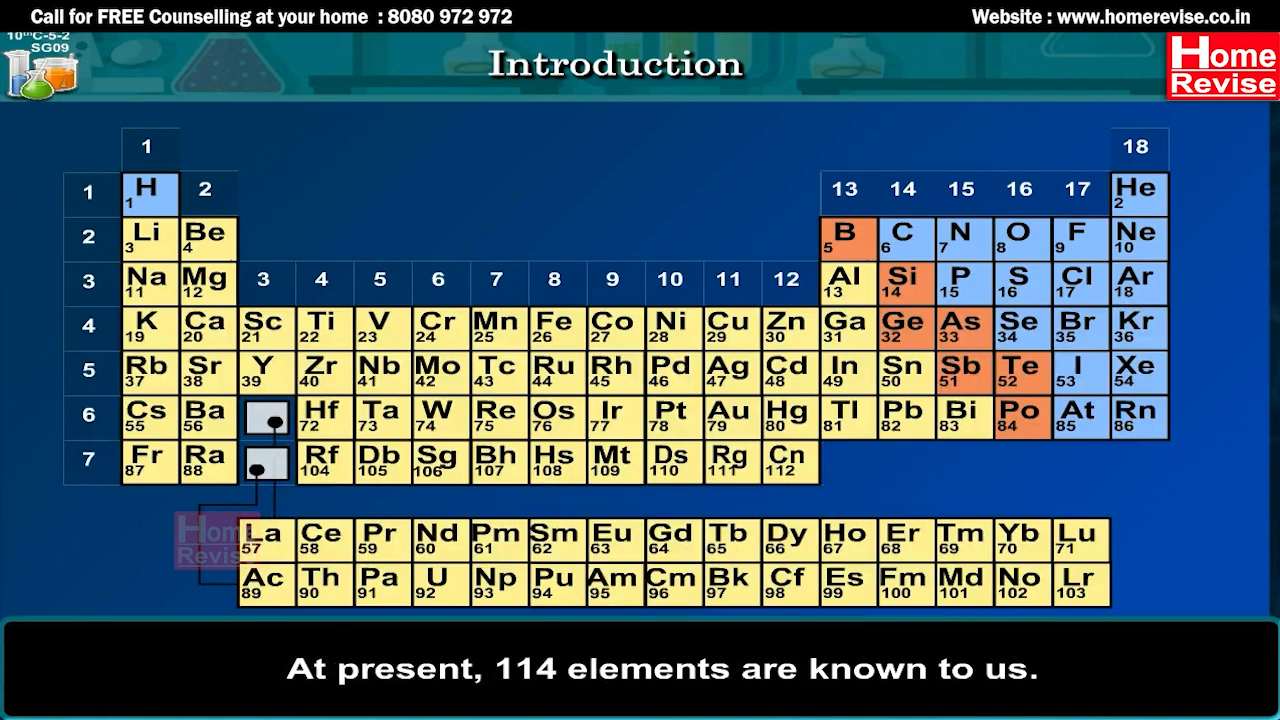 Call for FREE Counselling at your home : 8080 972 972
Website : www.homerevise.co.in
10thC-5-2
SG09
Introduction
Home
Revise
1 18
1 H 1 2 13 14 15 16 17 He 2
2 Li 3 Be 4 B 5 C 6 N 7 O 8 F 9 Ne 10
3 Na 11 Mg 12 3 4 5 6 7 8 9 10 11 12 Al 13 Si 14 P 15 S 16 Cl 17 Ar 18
4 K 19 Ca 20 Sc 21 Ti 22 V 23 Cr 24 Mn 25 Fe 26 Co 27 Ni 28 Cu 29 Zn 30 Ga 31 Ge 32 As 33 Se 34 Br 35 Kr 36
5 Rb 37 Sr 38 Y 39 Zr 40 Nb 41 Mo 42 Tc 43 Ru 44 Rh 45 Pd 46 Ag 47 Cd 48 In 49 Sn 50 Sb 51 Te 52 I 53 Xe 54
6 Cs 55 Ba 56 Hf 72 Ta 73 W 74 Re 75 Os 76 Ir 77 Pt 78 Au 79 Hg 80 Tl 81 Pb 82 Bi 83 Po 84 At 85 Rn 86
7 Fr 87 Ra 88 Rf 104 Db 105 Sg 106 Bh 107 Hs 108 Mt 109 Ds 110 Rg 111 Cn 112
Home
Revise
La 57 Ce 58 Pr 59 Nd 60 Pm 61 Sm 62 Eu 63 Gd 64 Tb 65 Dy 66 Ho 67 Er 68 Tm 69 Yb 70 Lu 71
Ac 89 Th 90 Pa 91 U 92 Np 93 Pu 94 Am 95 Cm 96 Bk 97 Cf 98 Es 99 Fm 100 Md 101 No 102 Lr 103
At present, 114 elements are known to us.